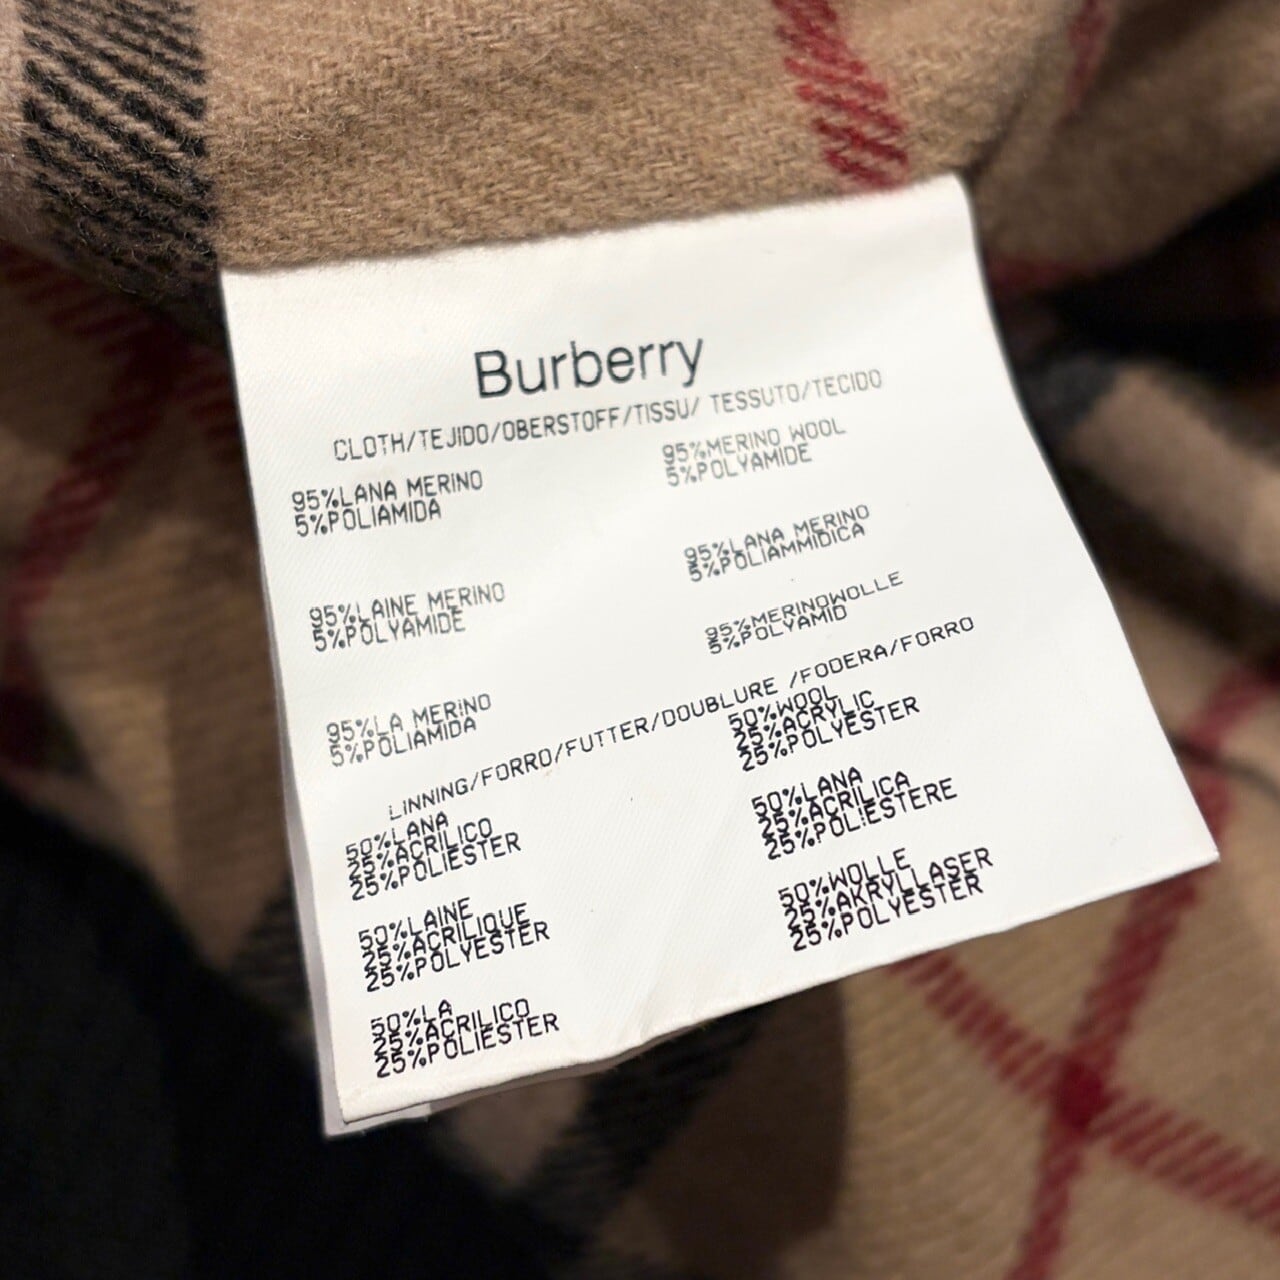 Burberry
CLOTH/TEJIDO/OBERSTOFF/TISSU/ TESSUTO/TECIDO
95%LANA MERINO
5%POLIAMIDA
95%MERINO WOOL
5%POLYAMIDE
95%LAINE MERINO
5%POLYAMIDE
95%LANA MERINO
5%POLIAMMIDICA
95%LA MERINO
5%POLIAMIDA
95%MERINOWOLLE
5%POLYAMID
LINNING/FORRO/FUTTER/DOUBLURE /FODERA/FORRO
50%LANA
25%ACRILICO
25%POLIESTER
50%WOOL
25%ACRYLIC
25%POLYESTER
50%LAINE
25%ACRILIQUE
25%POLYESTER
50%LANA
25%ACRILICA
25%POLIESTERE
50%LA
25%ACRILICO
25%POLIESTER
50%WOLLE
25%AKRYLLASER
25%POLYESTER